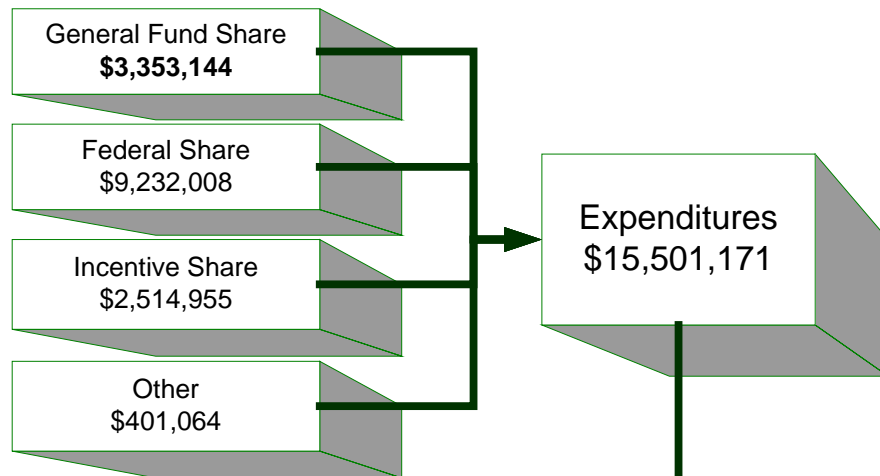 General Fund Share
$3,353,144
Federal Share
$9,232,008
Incentive Share
$2,514,955
Other
$401,064
Expenditures
$15,501,171